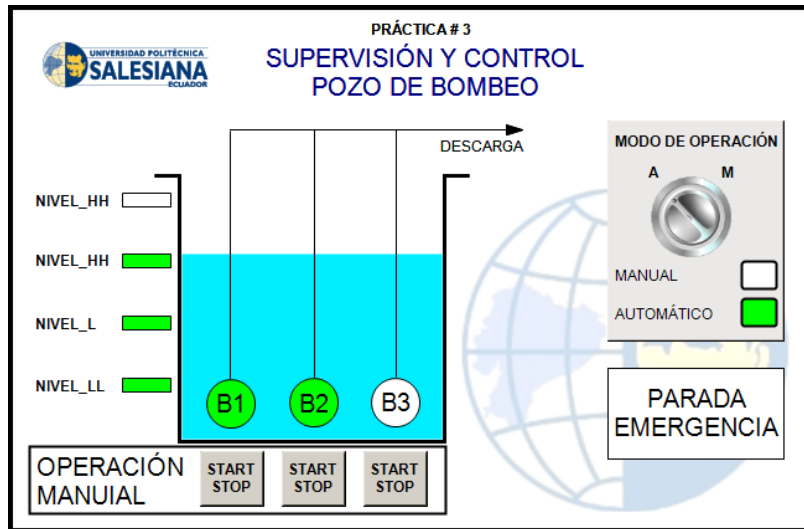 PRÁCTICA # 3
UNIVERSIDAD POLITÉCNICA
SALESIANA
ECUADOR
SUPERVISIÓN Y CONTROL
POZO DE BOMBEO
DESCARGA
MODO DE OPERACIÓN
A M
NIVEL_HH
NIVEL_HH
MANUAL
AUTOMÁTICO
NIVEL_L
NIVEL_LL
B1 B2 B3
PARADA
EMERGENCIA
OPERACIÓN
MANUIAL
START
STOP
START
STOP
START
STOP